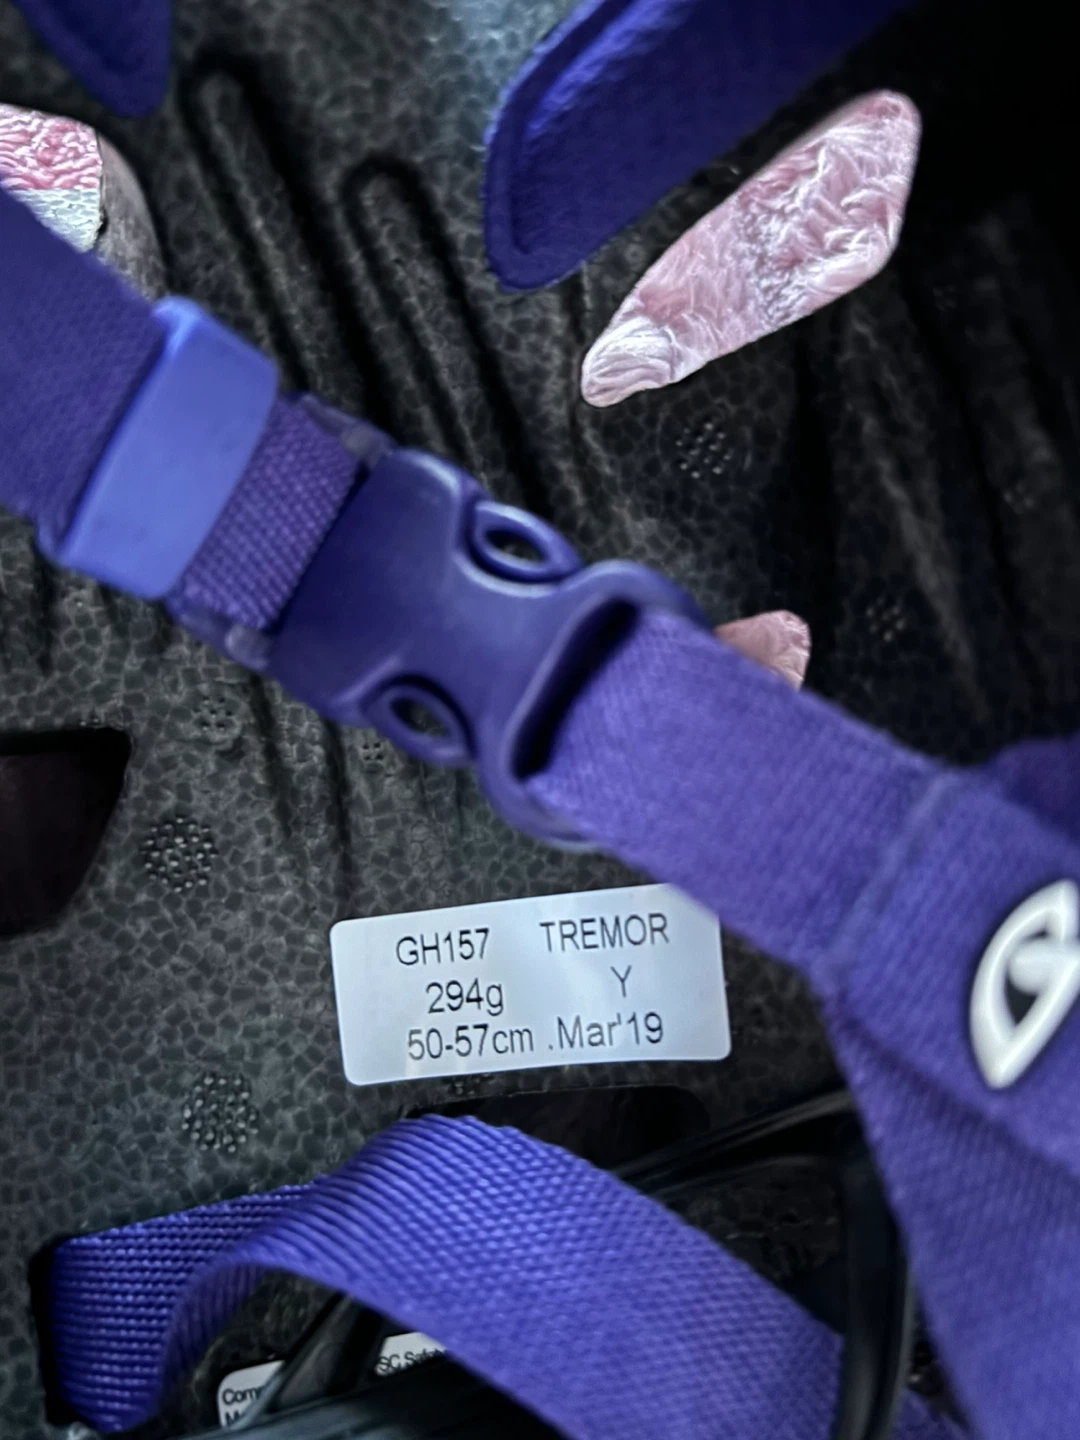 GH157 TREMOR
294g Y
50-57cm .Mar'19